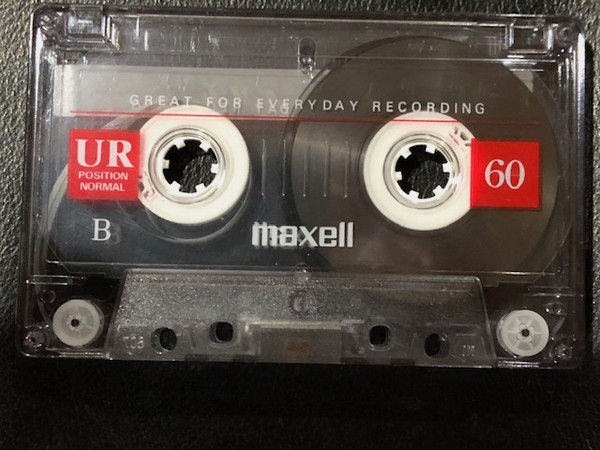 GREAT FOR EVERYDAY RECORDING
UR
POSITION
NORMAL
60
B
maxell